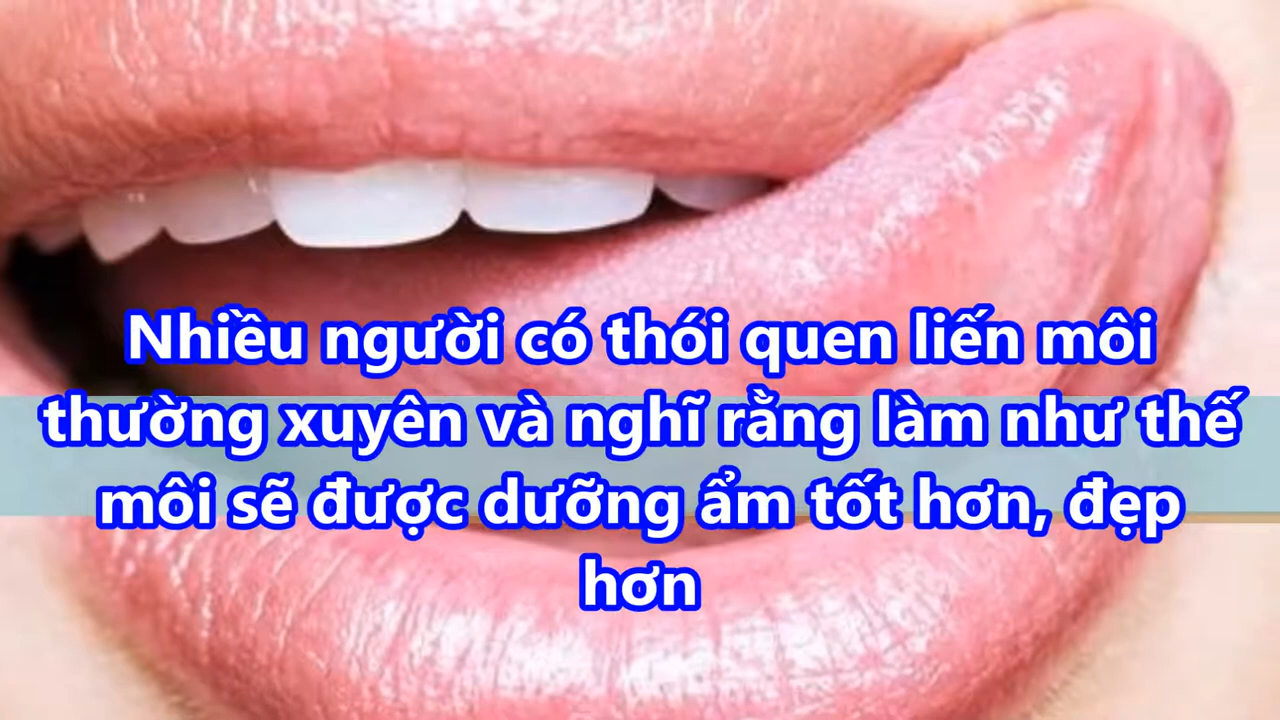 Nhiều người có thói quen liến môi
thường xuyên và nghĩ rằng làm như thế
môi sẽ được dưỡng ẩm tốt hơn, đẹp
hơn